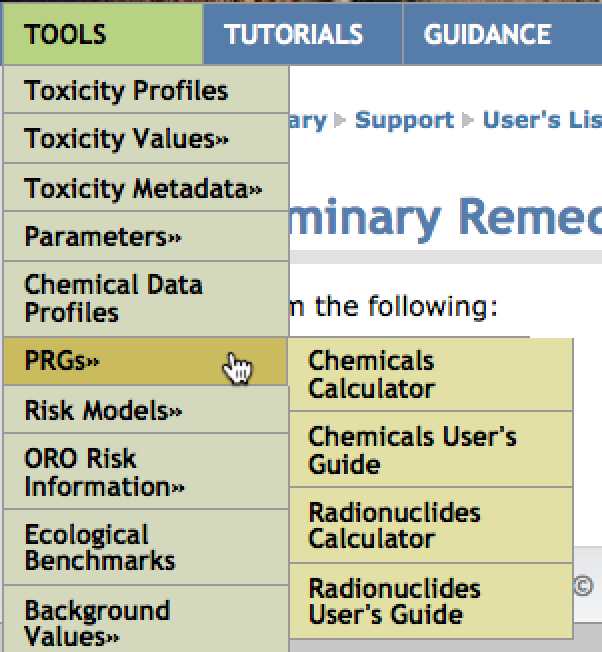 TOOLS TUTORIALS GUIDANCE
Toxicity Profiles
Toxicity Values»
Toxicity Metadata»
Parameters»
Chemical Data
Profiles
PRGs»
Risk Models»
ORO Risk
Information»
Ecological
Benchmarks
Background
Values»
ary Support User's Lis
minary Remed
m the following:
Chemicals
Calculator
Chemicals User's
Guide
Radionuclides
Calculator
Radionuclides
User's Guide
©